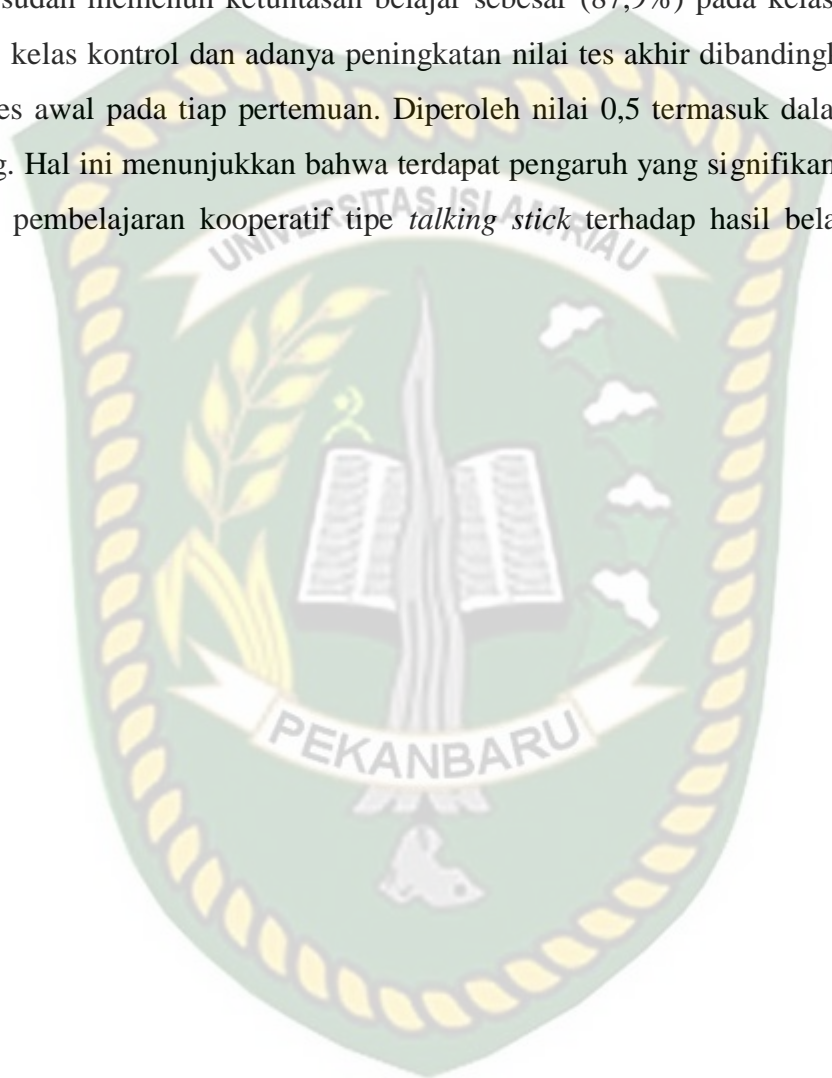 sudah memenuhi ketuntasan belajar sebesar (87,9%) pada kelas
kelas kontrol dan adanya peningkatan nilai tes akhir dibandingk
es awal pada tiap pertemuan. Diperoleh nilai 0,5 termasuk dala
g. Hal ini menunjukkan bahwa terdapat pengaruh yang signifikan
pembelajaran kooperatif tipe talking stick terhadap hasil bela
UNIVERSITAS ISLAM RIAU
PEKANBARU